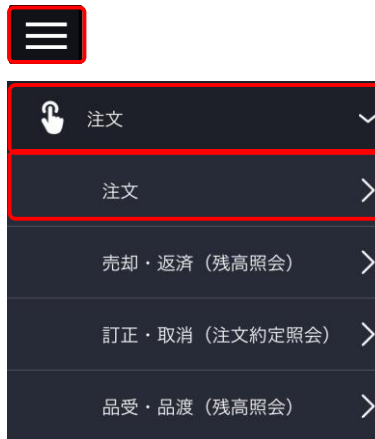 注文
注文
売却・返済（残高照会）
訂正・取消（注文約定照会）
品受・品渡（残高照会）